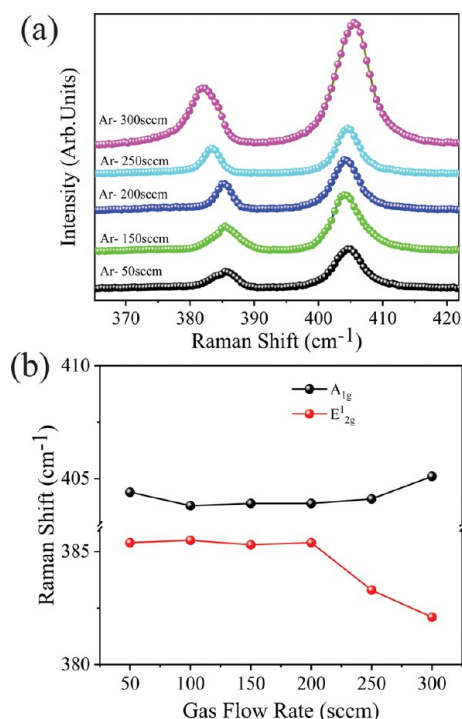 (a)
Intensity (Arb.Units)
Ar- 300sccm
Ar- 250sccm
Ar- 200sccm
Ar- 150sccm
Ar- 50sccm
370 380 390 400 410 420
Raman Shift (cm⁻¹)
(b)
Raman Shift (cm⁻¹)
410
405
385
380
A₁g
E¹₂g
50 100 150 200 250 300
Gas Flow Rate (sccm)